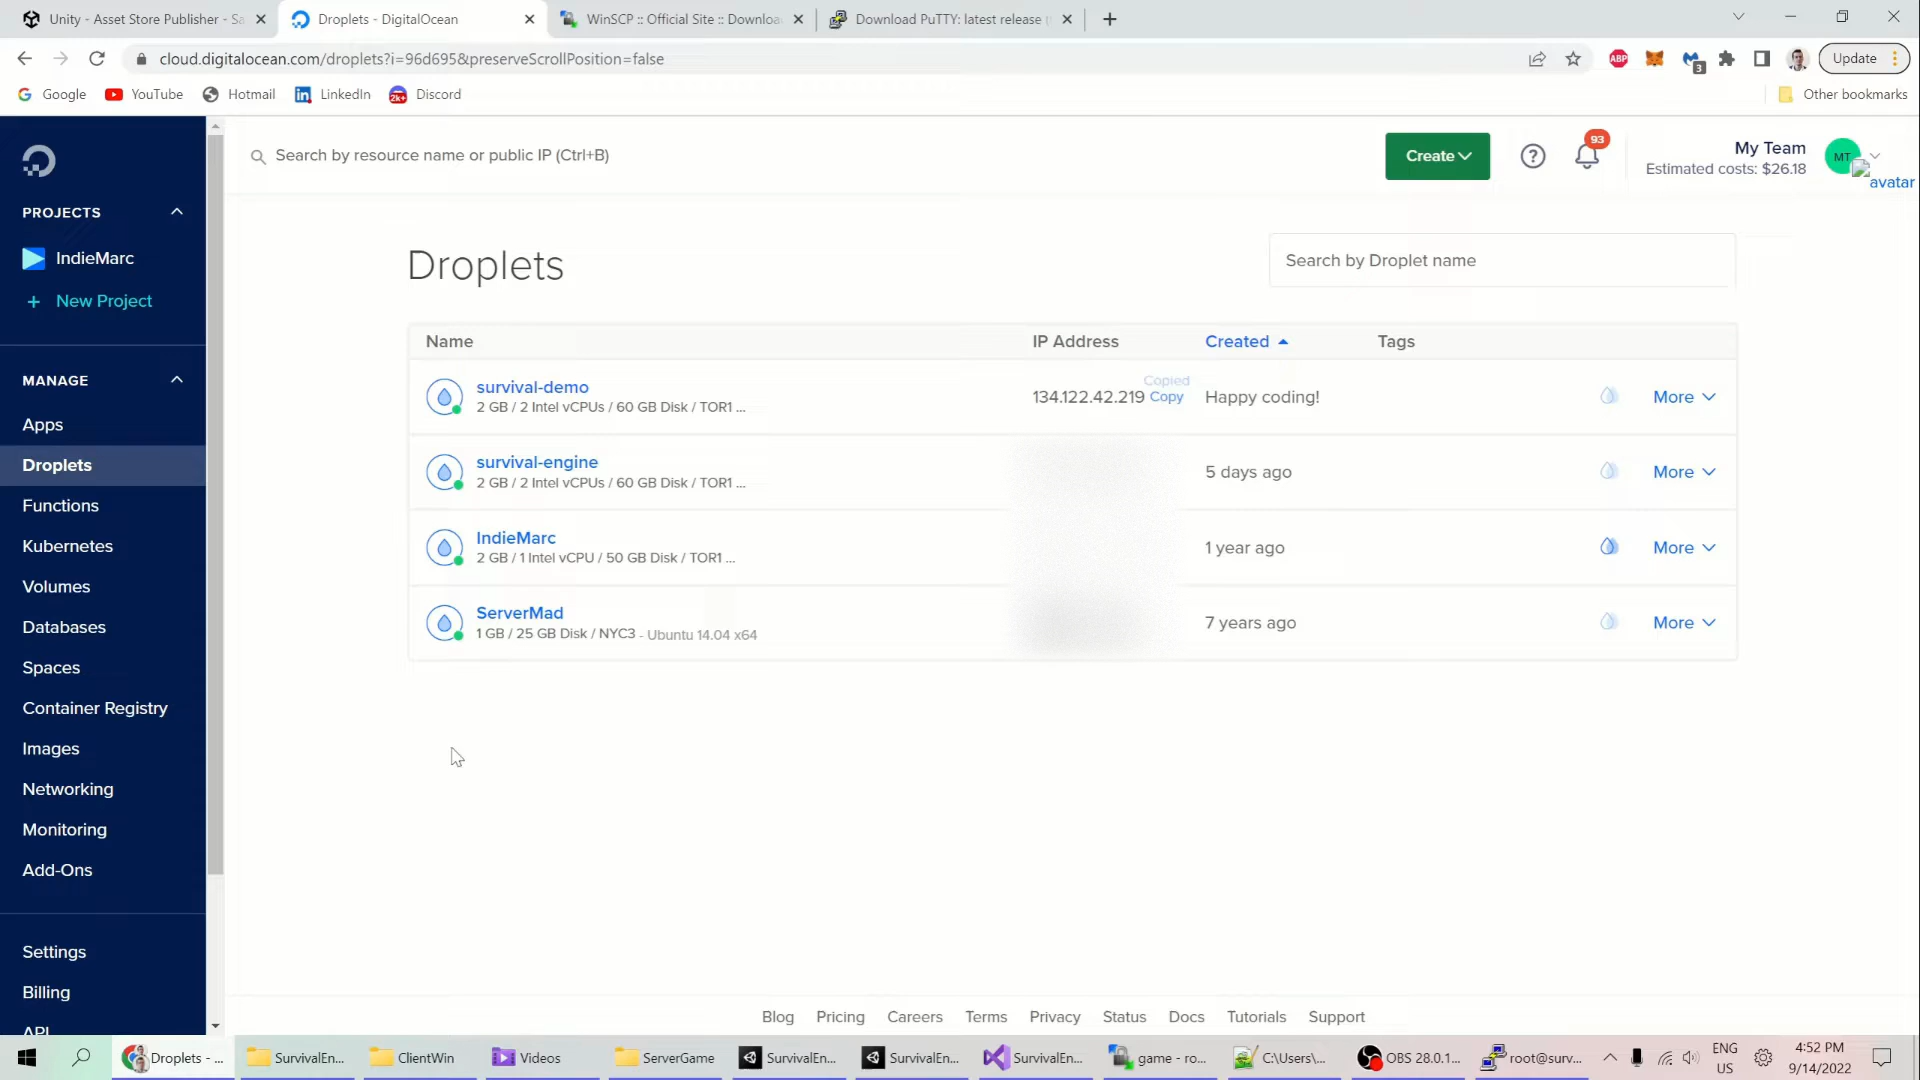 Unity - Asset Store Publisher - Sa
Droplets - DigitalOcean
WinSCP :: Official Site :: Downloa
Download PuTTY: latest release (
cloud.digitalocean.com/droplets?i=96d695&preserveScrollPosition=false
ABP
3
Update
Google
YouTube
Hotmail
LinkedIn
2k+
Discord
Other bookmarks
Search by resource name or public IP (Ctrl+B)
Create
?
93
My Team
Estimated costs: $26.18
MT
avatar
PROJECTS
IndieMarc
+ New Project
MANAGE
Apps
Droplets
Functions
Kubernetes
Volumes
Databases
Spaces
Container Registry
Images
Networking
Monitoring
Add-Ons
Settings
Billing
API
Droplets
Search by Droplet name
Name
IP Address
Created
Tags
survival-demo
2 GB / 2 Intel vCPUs / 60 GB Disk / TOR1 ...
134.122.42.219
Copied
Copy
Happy coding!
More
survival-engine
2 GB / 2 Intel vCPUs / 60 GB Disk / TOR1 ...
5 days ago
More
IndieMarc
2 GB / 1 Intel vCPU / 50 GB Disk / TOR1 ...
1 year ago
More
ServerMad
1 GB / 25 GB Disk / NYC3 - Ubuntu 14.04 x64
7 years ago
More
Blog
Pricing
Careers
Terms
Privacy
Status
Docs
Tutorials
Support
Droplets - ...
SurvivalEn...
ClientWin
Videos
ServerGame
SurvivalEn...
SurvivalEn...
SurvivalEn...
game - ro...
C:\Users\...
OBS 28.0.1...
root@surv...
ENG
US
4:52 PM
9/14/2022